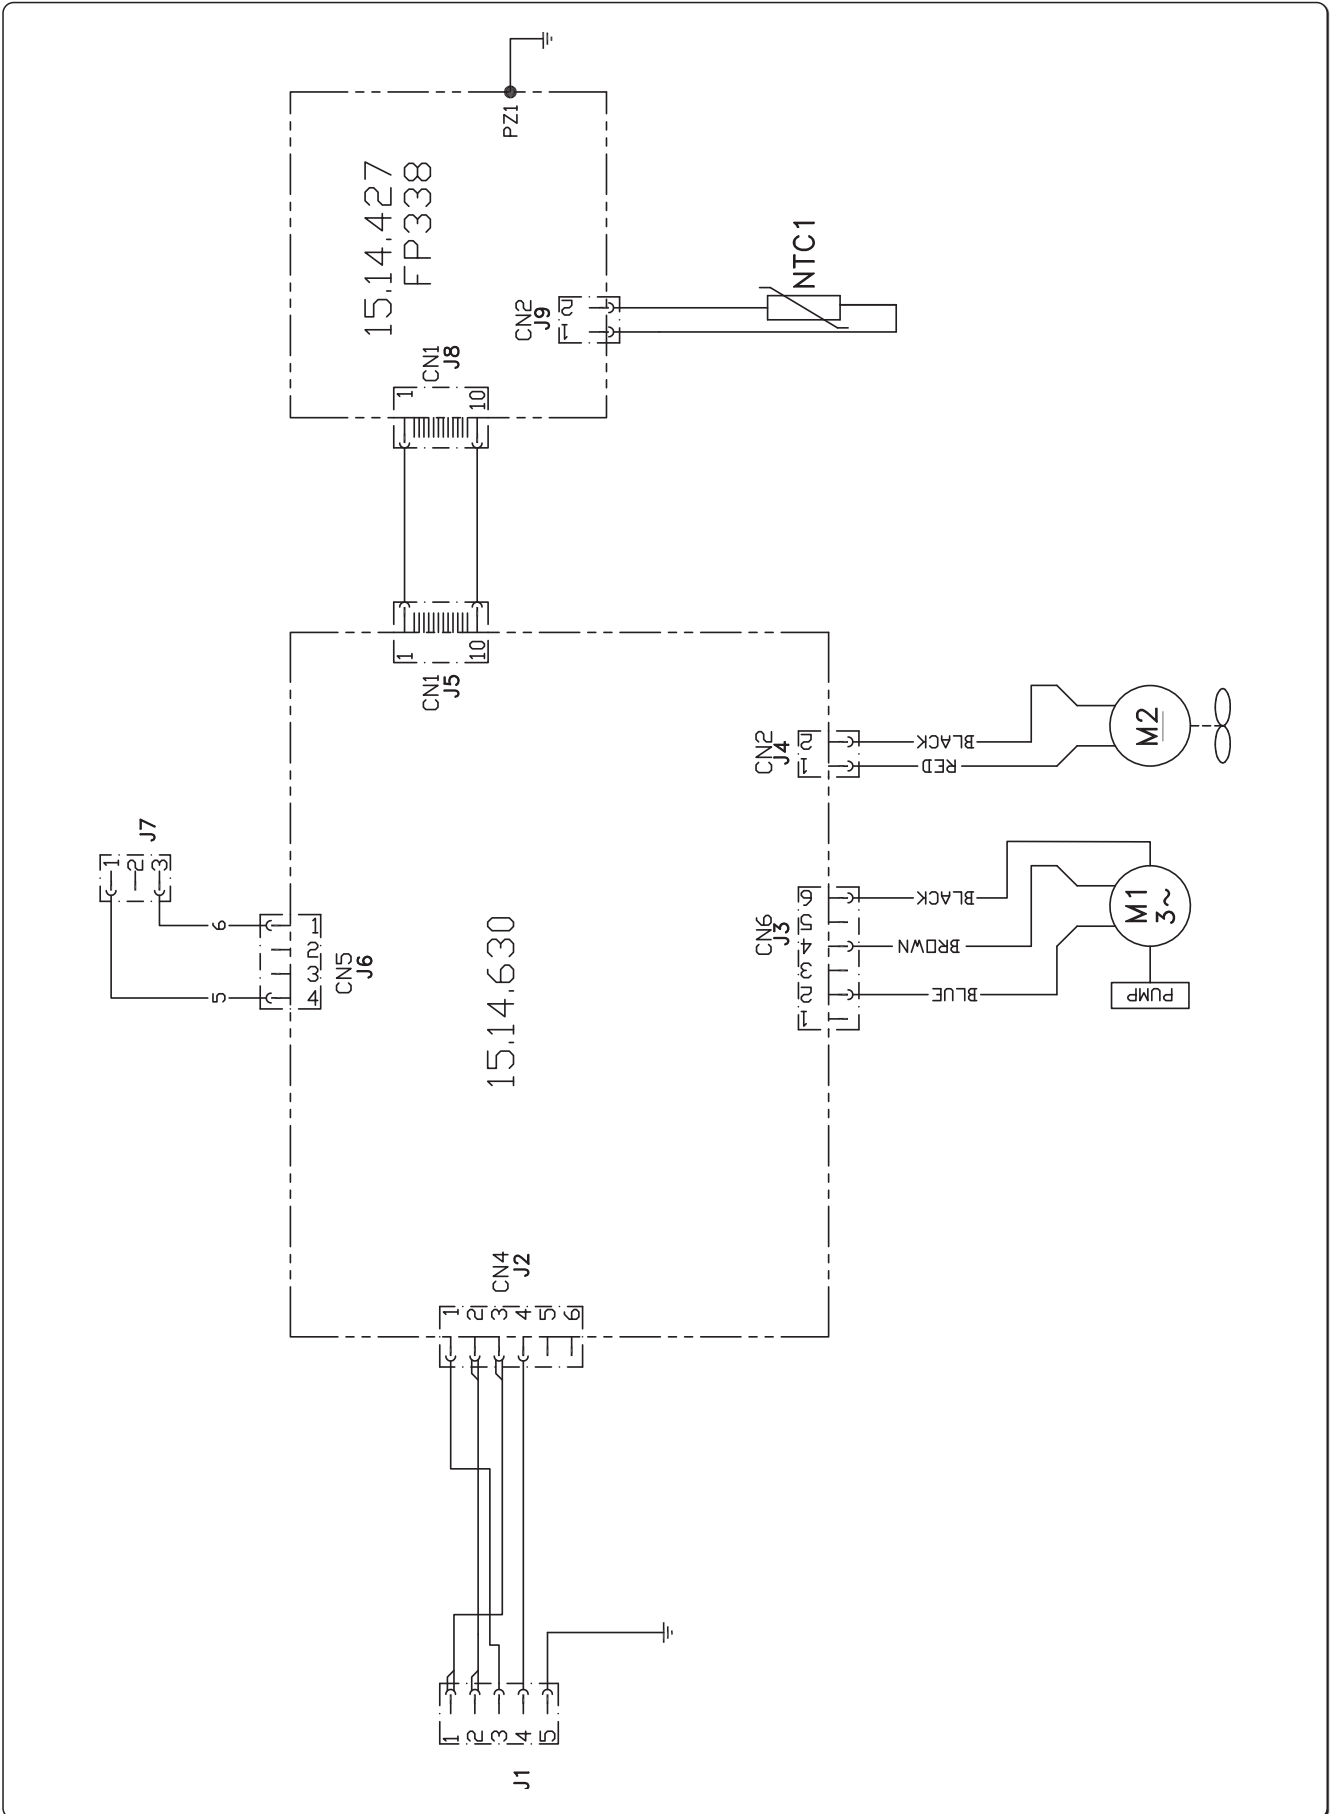 PZ1
15.14.427
FP338
NTC1
CN2
J9
1 2
CN1
J8
1
10
1
10
CN1
J5
J7
1
2
3
6
5
1
2
3
4
CN5
J6
15.14.630
CN2
J4
1 2
BLACK
RED
M2
CN6
J3
1 2 3 4 5 6
BLACK
BROWN
BLUE
M1
3~
PUMP
CN4
J2
1
2
3
4
5
6
1
2
3
4
5
J1